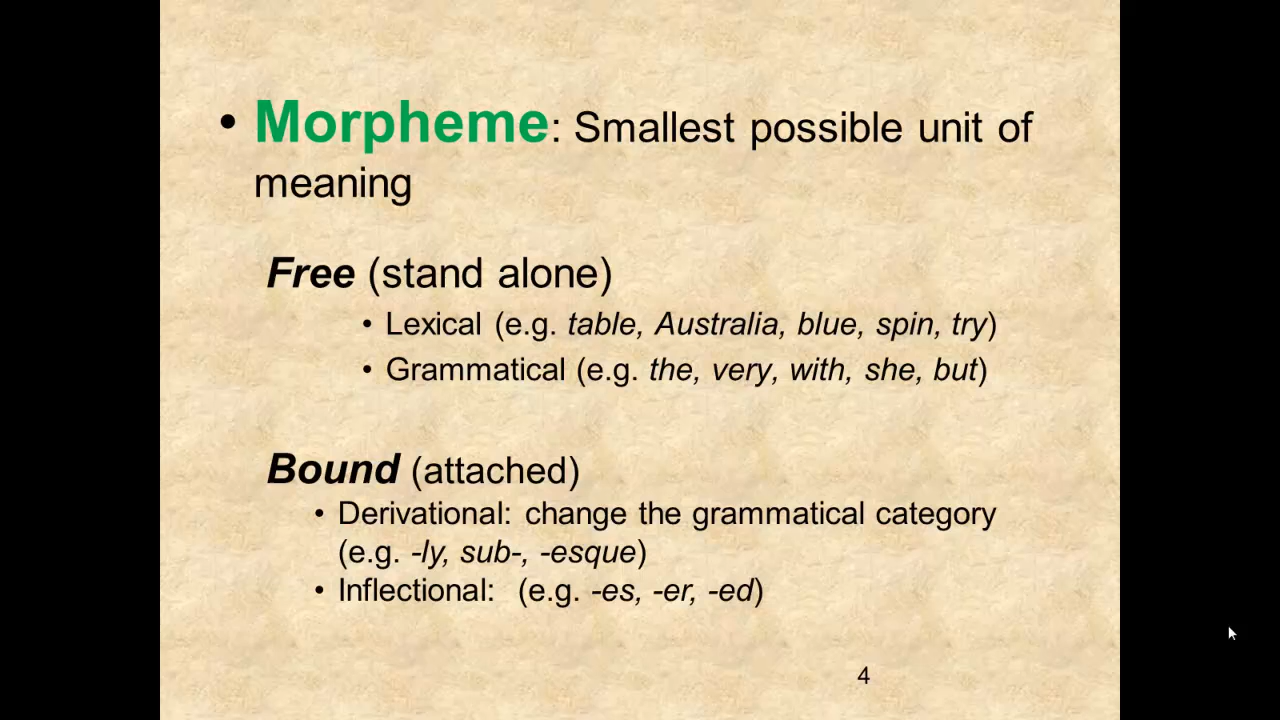 • Morpheme: Smallest possible unit of
meaning
Free (stand alone)
• Lexical (e.g. table, Australia, blue, spin, try)
• Grammatical (e.g. the, very, with, she, but)
Bound (attached)
• Derivational: change the grammatical category
(e.g. -ly, sub-, -esque)
• Inflectional: (e.g. -es, -er, -ed)
4